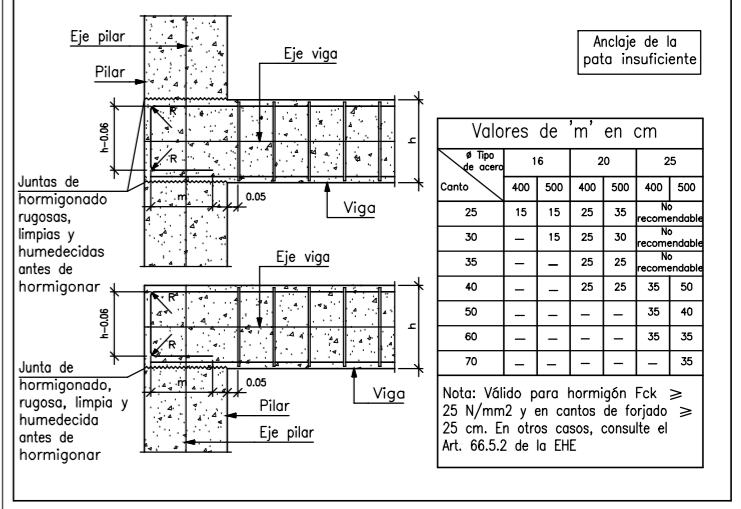 Eje pilar
Pilar
Eje viga
Anclaje de la
pata insuficiente
h-0.06
R
R
h
m
0.05
Viga
Juntas de
hormigonado
rugosas,
limpias y
humedecidas
antes de
hormigonar
Eje viga
h-0.06
R
R
h
m
0.05
Viga
Pilar
Eje pilar
Junta de
hormigonado,
rugosa, limpia y
humedecida
antes de
hormigonar
Valores de 'm' en cm
ø Tipo de acero 16 20 25
Canto 400 500 400 500 400 500
25 15 15 25 35 No recomendable
30 — 15 25 30 No recomendable
35 — — 25 25 No recomendable
40 — — 25 25 35 50
50 — — — — 35 40
60 — — — — 35 35
70 — — — — — 35
Nota: Válido para hormigón Fck ≥
25 N/mm2 y en cantos de forjado ≥
25 cm. En otros casos, consulte el
Art. 66.5.2 de la EHE